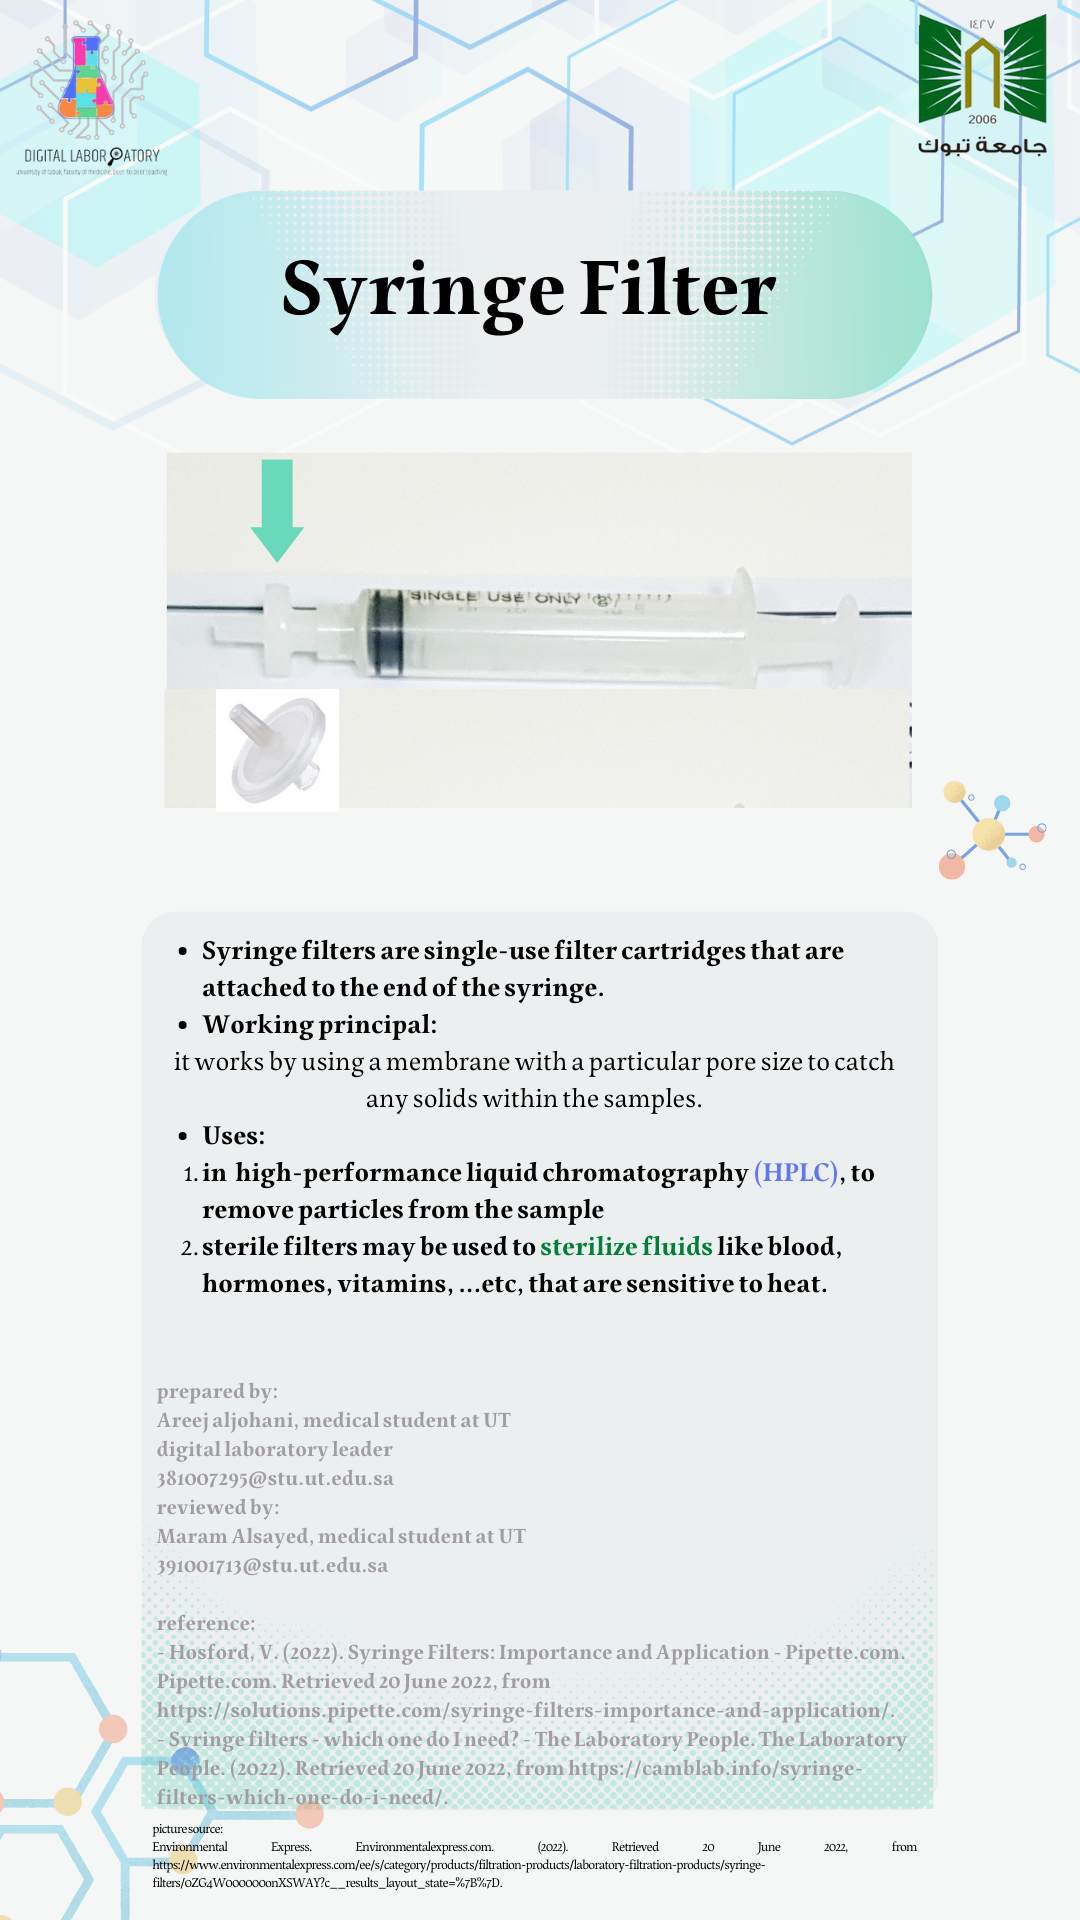 ١٤٢٧
2006
جامعة تبوك
DIGITAL LABORATORY
university of tabuk, faculty of medicine, peer-to-peer teaching
Syringe Filter
SINGLE USE ONLY
Syringe filters are single-use filter cartridges that are
attached to the end of the syringe.
Working principal:
it works by using a membrane with a particular pore size to catch
any solids within the samples.
Uses:
1. in high-performance liquid chromatography (HPLC), to
remove particles from the sample
2. sterile filters may be used to sterilize fluids like blood,
hormones, vitamins, ...etc, that are sensitive to heat.
prepared by:
Areej aljohani, medical student at UT
digital laboratory leader
381007295@stu.ut.edu.sa
reviewed by:
Maram Alsayed, medical student at UT
391001713@stu.ut.edu.sa
reference:
- Hosford, V. (2022). Syringe Filters: Importance and Application - Pipette.com.
Pipette.com. Retrieved 20 June 2022, from
https://solutions.pipette.com/syringe-filters-importance-and-application/.
- Syringe filters - which one do I need? - The Laboratory People. The Laboratory
People. (2022). Retrieved 20 June 2022, from https://camblab.info/syringe-
filters-which-one-do-i-need/.
picture source:
Environmental Express. Environmentalexpress.com. (2022). Retrieved 20 June 2022, from
https://www.environmentalexpress.com/ee/s/category/products/filtration-products/laboratory-filtration-products/syringe-
filters/0ZG4W000000onXSWAY?c__results_layout_state=%7B%7D.